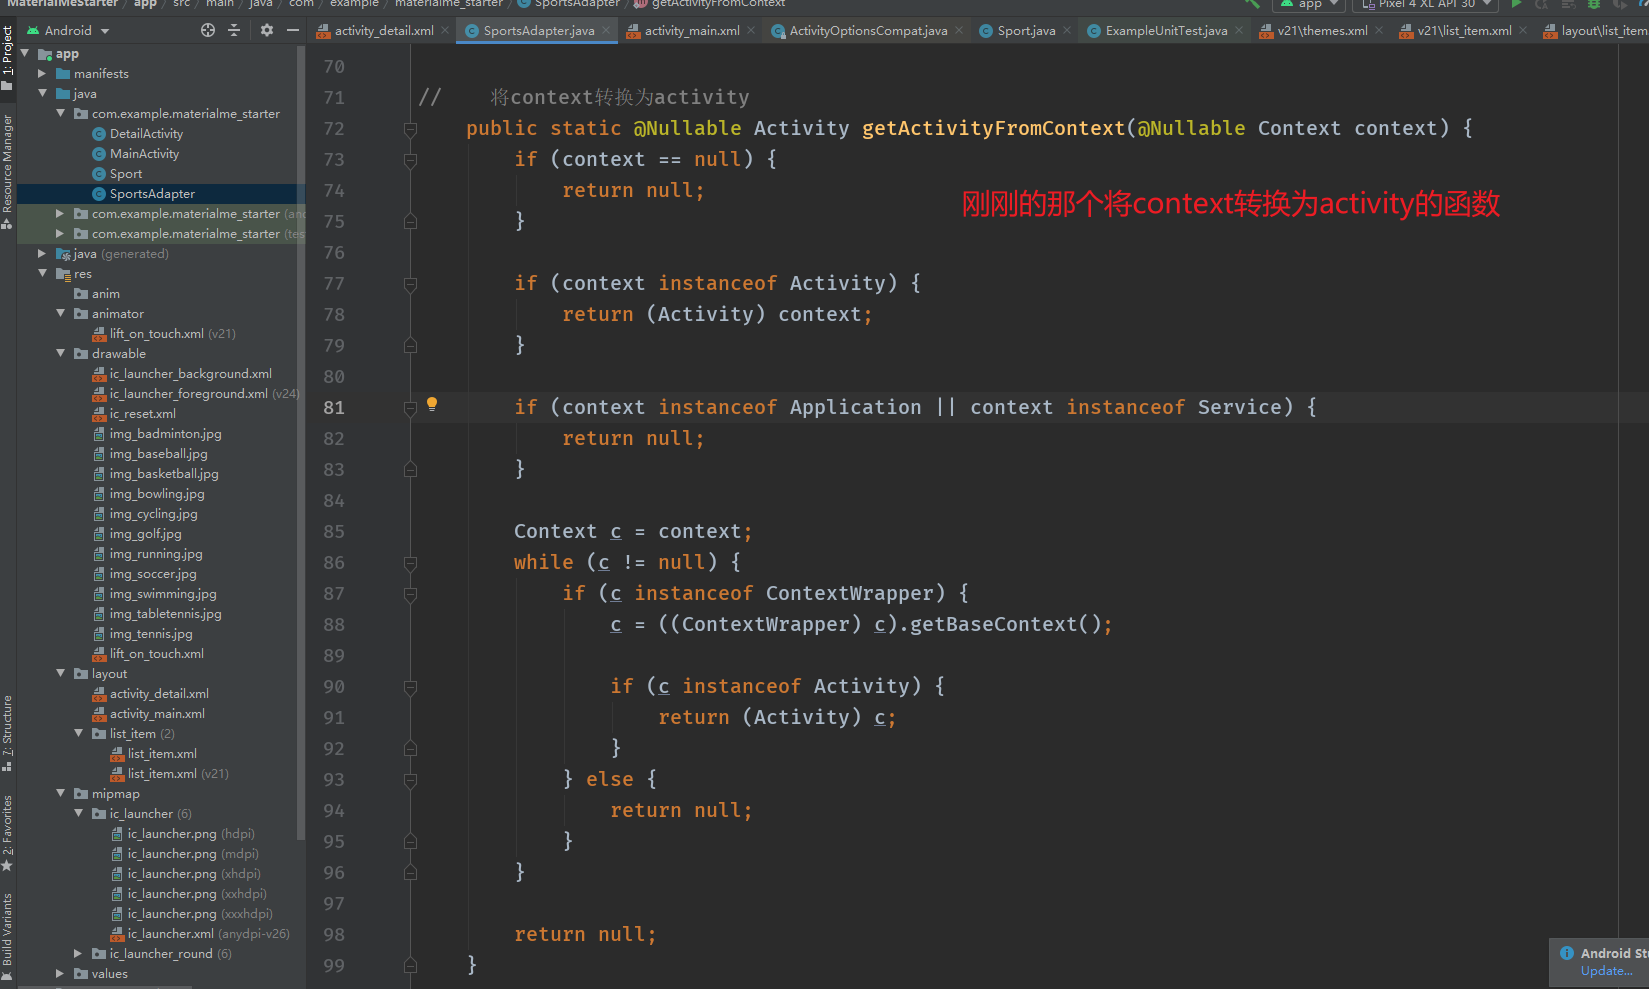 MaterialMeStarter › app › src › main › java › com › example › materialme_starter › SportsAdapter › getActivityFromContext
app
Pixel 4 XL API 30
Android
activity_detail.xml
SportsAdapter.java
activity_main.xml
ActivityOptionsCompat.java
Sport.java
ExampleUnitTest.java
v21\themes.xml
v21\list_item.xml
layout\list_item.
1: Project
Resource Manager
7: Structure
2: Favorites
Build Variants
app
manifests
java
com.example.materialme_starter
DetailActivity
MainActivity
Sport
SportsAdapter
com.example.materialme_starter (and
com.example.materialme_starter (tes
java (generated)
res
anim
animator
lift_on_touch.xml (v21)
drawable
ic_launcher_background.xml
ic_launcher_foreground.xml (v24)
ic_reset.xml
img_badminton.jpg
img_baseball.jpg
img_basketball.jpg
img_bowling.jpg
img_cycling.jpg
img_golf.jpg
img_running.jpg
img_soccer.jpg
img_swimming.jpg
img_tabletennis.jpg
img_tennis.jpg
lift_on_touch.xml
layout
activity_detail.xml
activity_main.xml
list_item (2)
list_item.xml
list_item.xml (v21)
mipmap
ic_launcher (6)
ic_launcher.png (hdpi)
ic_launcher.png (mdpi)
ic_launcher.png (xhdpi)
ic_launcher.png (xxhdpi)
ic_launcher.png (xxxhdpi)
ic_launcher.xml (anydpi-v26)
ic_launcher_round (6)
values
70
71 // 将context转换为activity
72 public static @Nullable Activity getActivityFromContext(@Nullable Context context) {
73 if (context == null) {
74 return null;
刚刚的那个将context转换为activity的函数
75 }
76
77 if (context instanceof Activity) {
78 return (Activity) context;
79 }
80
81 if (context instanceof Application || context instanceof Service) {
82 return null;
83 }
84
85 Context c = context;
86 while (c != null) {
87 if (c instanceof ContextWrapper) {
88 c = ((ContextWrapper) c).getBaseContext();
89
90 if (c instanceof Activity) {
91 return (Activity) c;
92 }
93 } else {
94 return null;
95 }
96 }
97
98 return null;
99 }
Android St
Update...